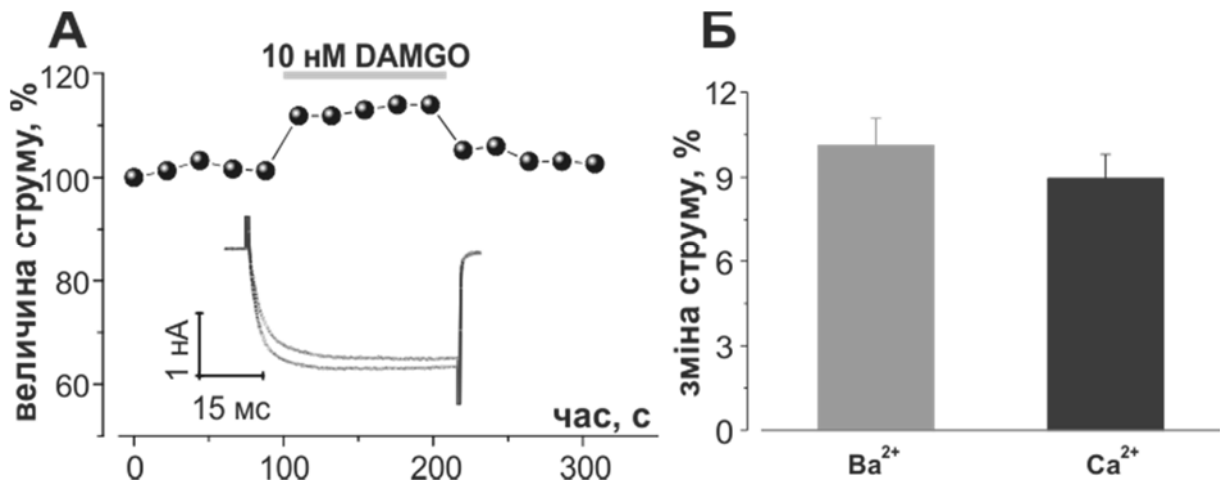 А
10 нМ DAMGO
величина струму, %
120
100
80
60
1 нА
15 мс
час, с
0
100
200
300
Б
зміна струму, %
12
9
6
3
0
Ba²⁺
Ca²⁺